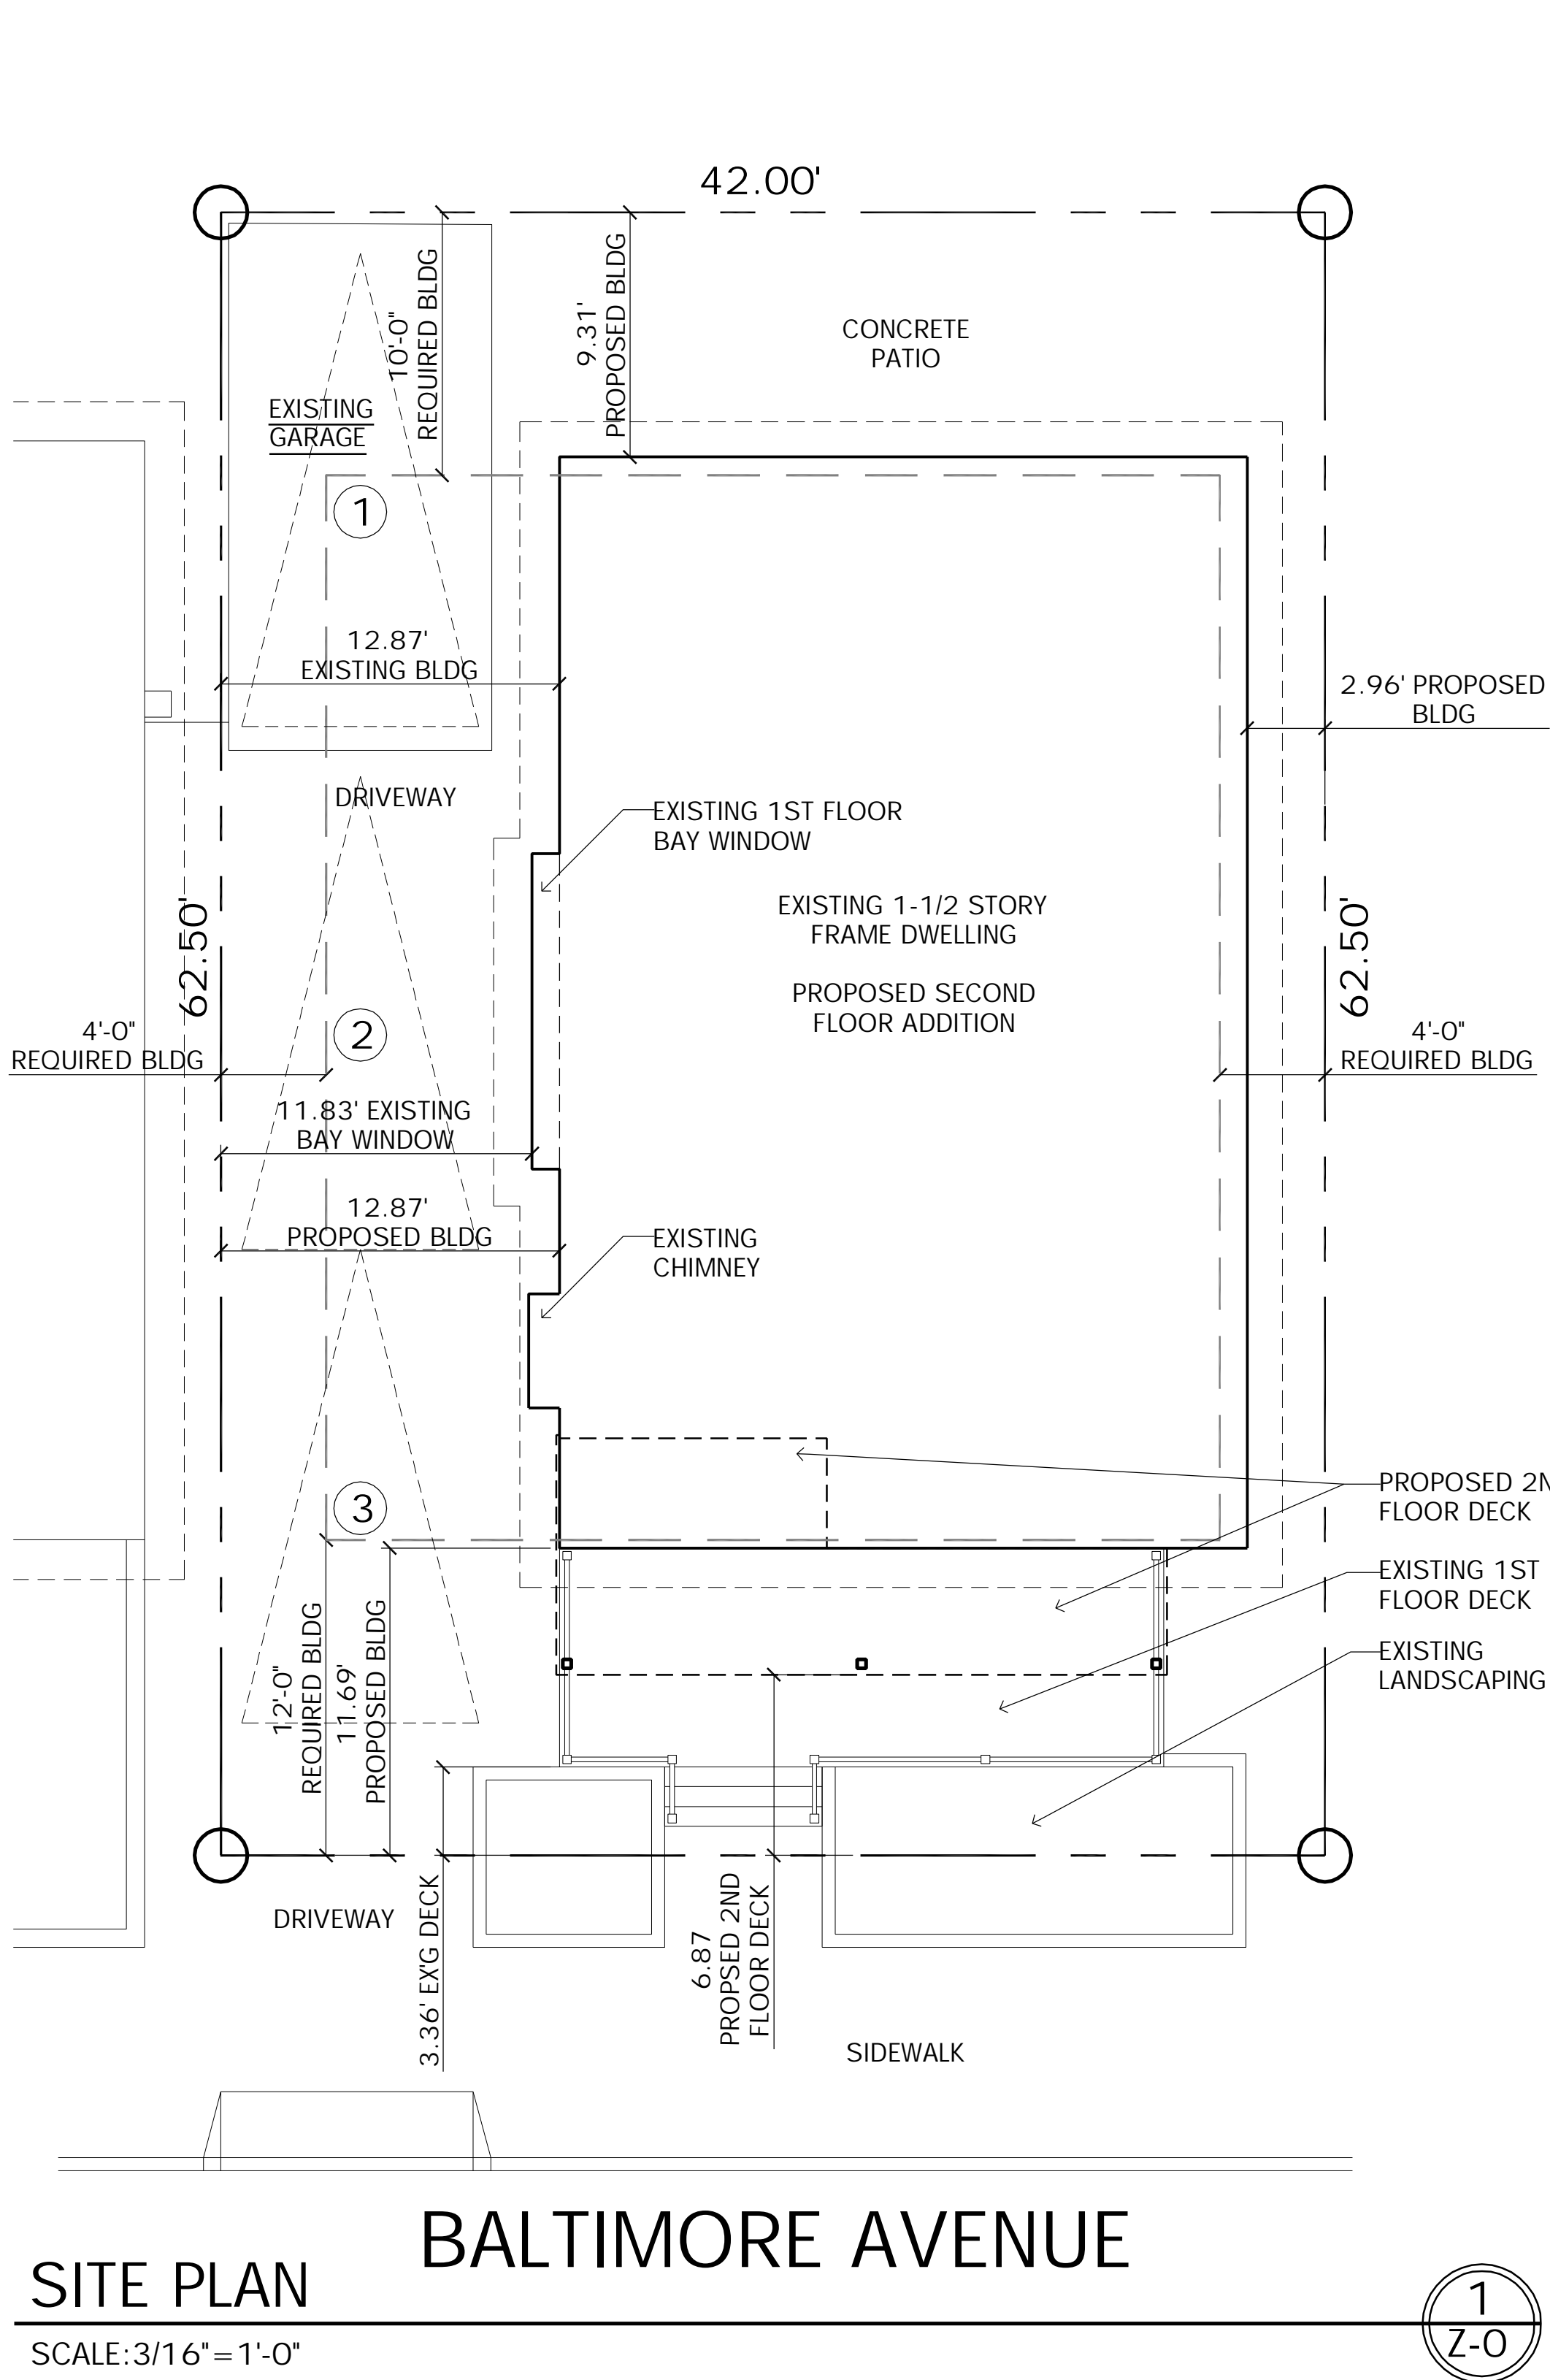 42.00'
10'-0"
REQUIRED BLDG
9.31'
PROPOSED BLDG
CONCRETE
PATIO
EXISTING
GARAGE
1
12.87'
EXISTING BLDG
2.96' PROPOSED
BLDG
DRIVEWAY
EXISTING 1ST FLOOR
BAY WINDOW
62.50'
EXISTING 1-1/2 STORY
FRAME DWELLING
PROPOSED SECOND
FLOOR ADDITION
62.50'
4'-0"
REQUIRED BLDG
2
4'-0"
REQUIRED BLDG
11.83' EXISTING
BAY WINDOW
12.87'
PROPOSED BLDG
EXISTING
CHIMNEY
3
PROPOSED 2N
FLOOR DECK
EXISTING 1ST
FLOOR DECK
EXISTING
LANDSCAPING
12'-0"
REQUIRED BLDG
11.69'
PROPOSED BLDG
DRIVEWAY
3.36' EX'G DECK
6.87
PROPSED 2ND
FLOOR DECK
SIDEWALK
BALTIMORE AVENUE
SITE PLAN
SCALE:3/16"=1'-0"
1
Z-0